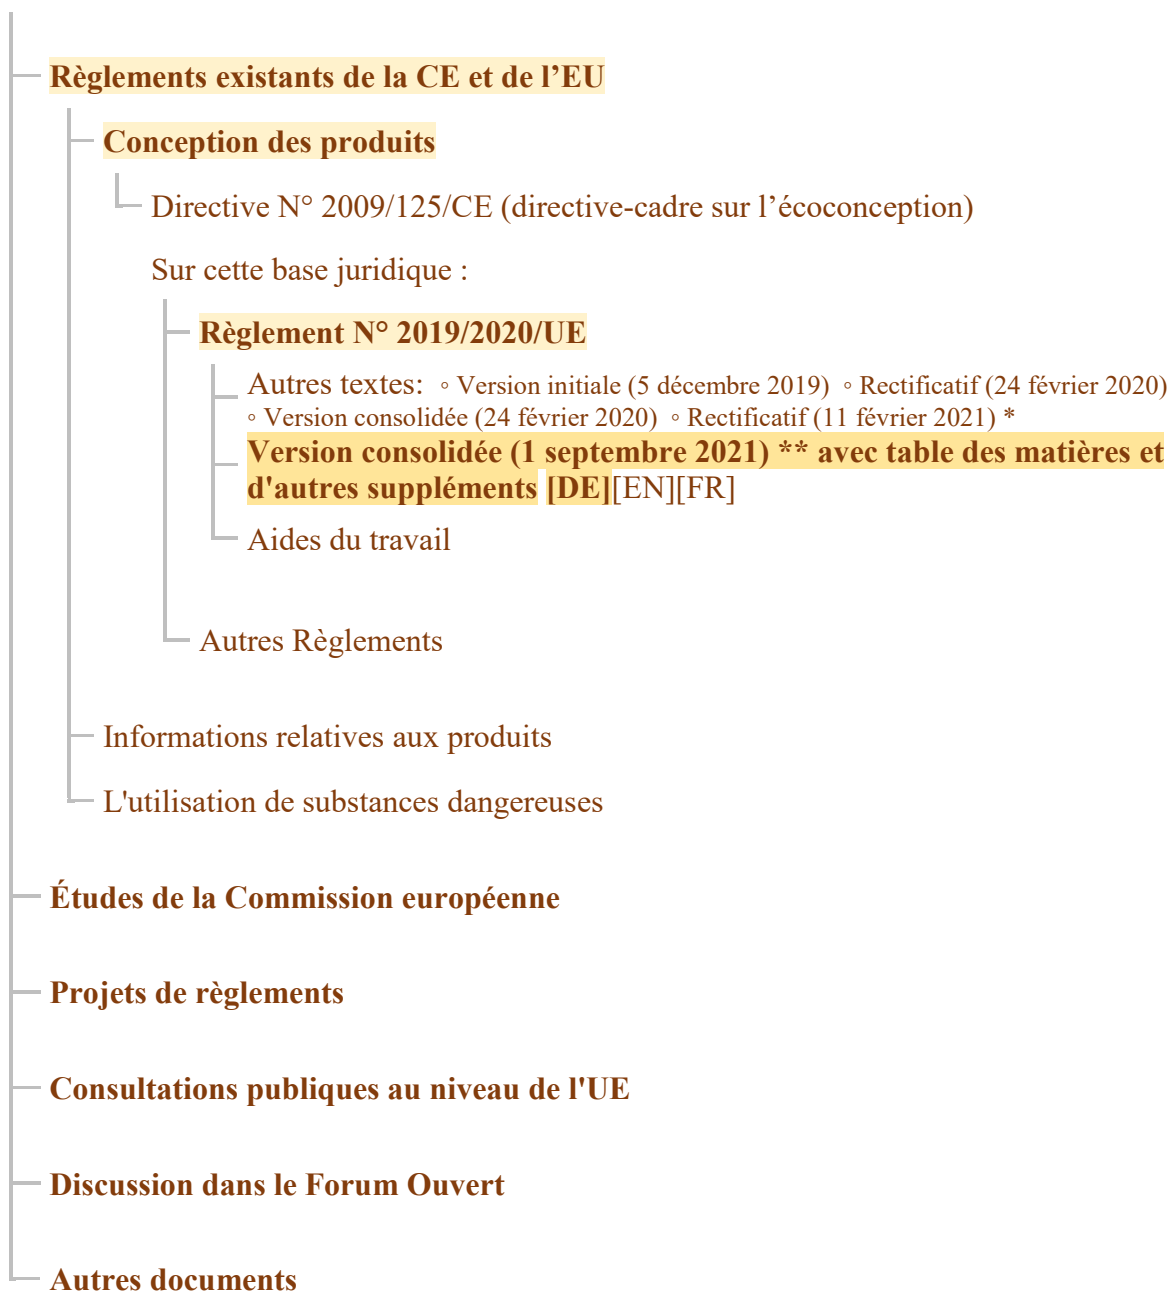 Règlements existants de la CE et de l’EU
Conception des produits
Directive N° 2009/125/CE (directive-cadre sur l’écoconception)
Sur cette base juridique :
Règlement N° 2019/2020/UE
Autres textes: ◦ Version initiale (5 décembre 2019) ◦ Rectificatif (24 février 2020)
◦ Version consolidée (24 février 2020) ◦ Rectificatif (11 février 2021) *
Version consolidée (1 septembre 2021) ** avec table des matières et
d'autres suppléments [DE][EN][FR]
Aides du travail
Autres Règlements
Informations relatives aux produits
L'utilisation de substances dangereuses
Études de la Commission européenne
Projets de règlements
Consultations publiques au niveau de l'UE
Discussion dans le Forum Ouvert
Autres documents